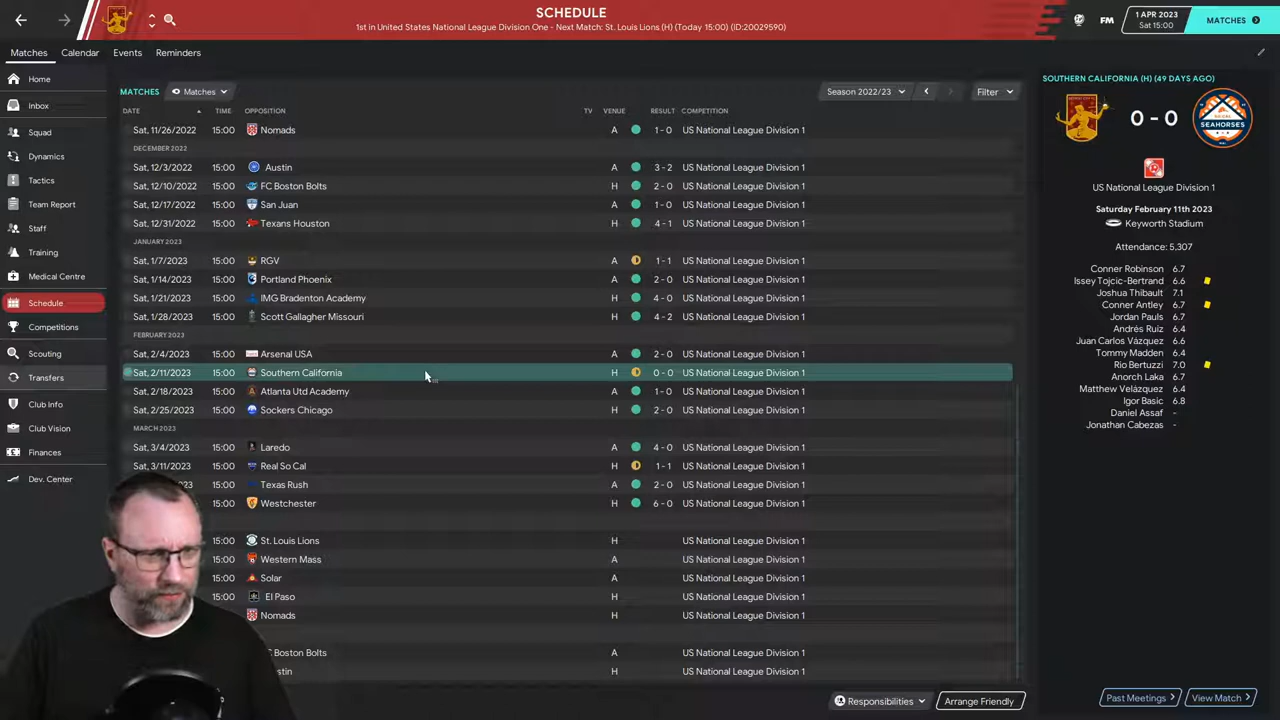 SCHEDULE
1st in United States National League Division One - Next Match: St. Louis Lions (H) (Today 15:00) (ID:20029590)
FM
1 APR 2023
Sat 15:00
MATCHES
Matches Calendar Events Reminders
Home
Inbox
Squad
Dynamics
Tactics
Team Report
Staff
Training
Medical Centre
Schedule
Competitions
Scouting
Transfers
Club Info
Club Vision
Finances
Dev. Center
MATCHES Matches Season 2022/23 Filter
DATE TIME OPPOSITION TV VENUE RESULT COMPETITION
Sat, 11/26/2022 15:00 Nomads A 1 - 0 US National League Division 1
DECEMBER 2022
Sat, 12/3/2022 15:00 Austin A 3 - 2 US National League Division 1
Sat, 12/10/2022 15:00 FC Boston Bolts H 2 - 0 US National League Division 1
Sat, 12/17/2022 15:00 San Juan A 1 - 0 US National League Division 1
Sat, 12/31/2022 15:00 Texans Houston H 4 - 1 US National League Division 1
JANUARY 2023
Sat, 1/7/2023 15:00 RGV A 1 - 1 US National League Division 1
Sat, 1/14/2023 15:00 Portland Phoenix A 2 - 0 US National League Division 1
Sat, 1/21/2023 15:00 IMG Bradenton Academy H 4 - 0 US National League Division 1
Sat, 1/28/2023 15:00 Scott Gallagher Missouri H 4 - 2 US National League Division 1
FEBRUARY 2023
Sat, 2/4/2023 15:00 Arsenal USA A 2 - 0 US National League Division 1
Sat, 2/11/2023 15:00 Southern California H 0 - 0 US National League Division 1
Sat, 2/18/2023 15:00 Atlanta Utd Academy A 1 - 0 US National League Division 1
Sat, 2/25/2023 15:00 Sockers Chicago H 2 - 0 US National League Division 1
MARCH 2023
Sat, 3/4/2023 15:00 Laredo A 4 - 0 US National League Division 1
Sat, 3/11/2023 15:00 Real So Cal H 1 - 1 US National League Division 1
/2023 15:00 Texas Rush A 2 - 0 US National League Division 1
15:00 Westchester H 6 - 0 US National League Division 1
15:00 St. Louis Lions H US National League Division 1
15:00 Western Mass A US National League Division 1
15:00 Solar A US National League Division 1
15:00 El Paso H US National League Division 1
15:00 Nomads H US National League Division 1
C Boston Bolts A US National League Division 1
stin H US National League Division 1
Responsibilities Arrange Friendly
SOUTHERN CALIFORNIA (H) (49 DAYS AGO)
0 - 0
SEAHORSES
US National League Division 1
Saturday February 11th 2023
Keyworth Stadium
Attendance: 5,307
Conner Robinson 6.7
Issey Tojcic-Bertrand 6.6
Joshua Thibault 7.1
Conner Antley 6.7
Jordan Pauls 6.7
Andrés Ruiz 6.4
Juan Carlos Vázquez 6.6
Tommy Madden 6.4
Rio Bertuzzi 7.0
Anorch Laka 6.7
Matthew Velázquez 6.4
Igor Basic 6.8
Daniel Assaf -
Jonathan Cabezas -
Past Meetings View Match